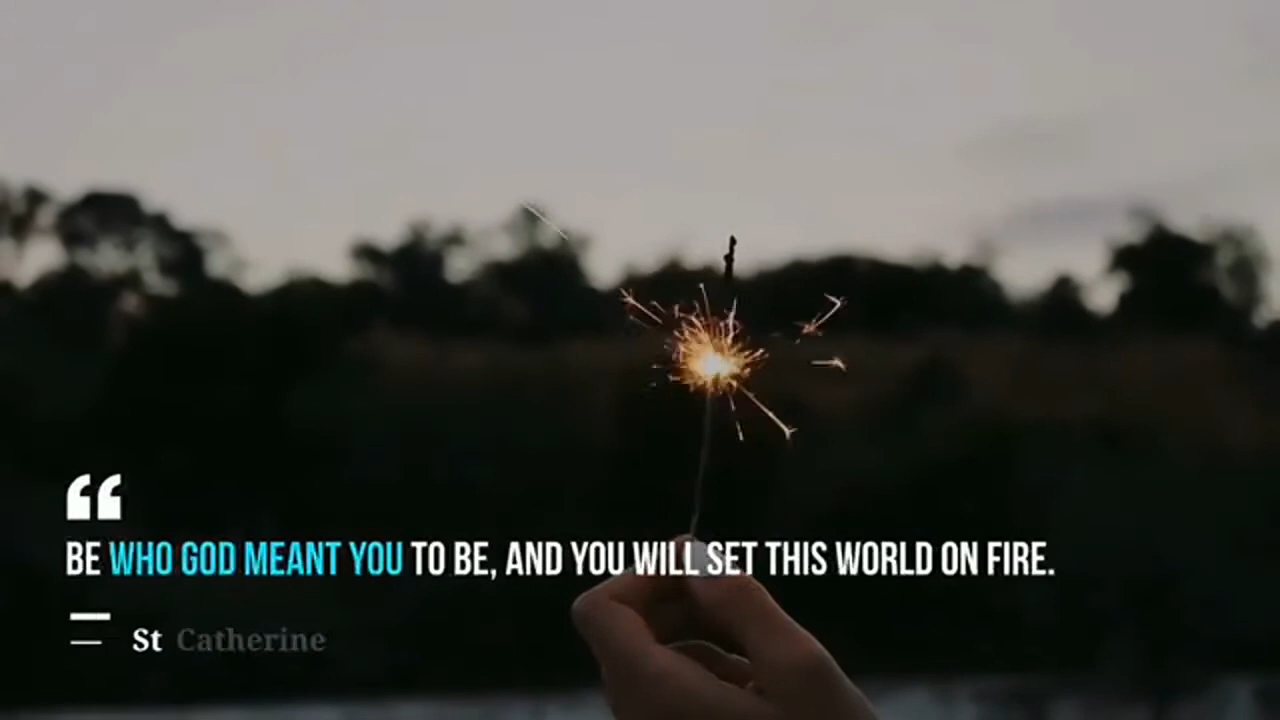 “
BE WHO GOD MEANT YOU TO BE, AND YOU WILL SET THIS WORLD ON FIRE.
— St Catherine